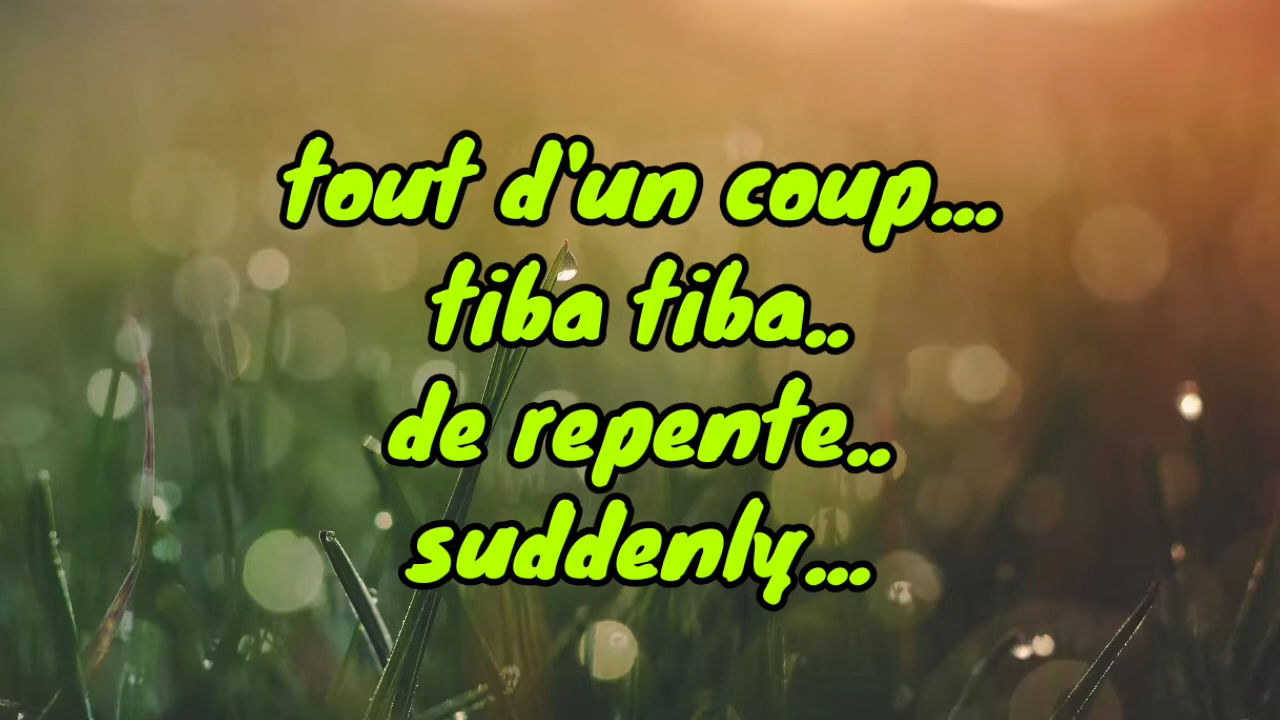 tout d'un coup...
tiba tiba..
de repente..
suddenly...